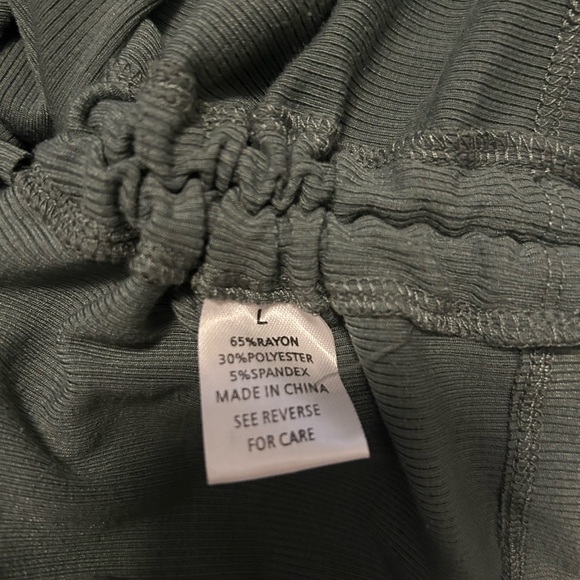 L
65%RAYON
30%POLYESTER
5%SPANDEX
MADE IN CHINA
SEE REVERSE
FOR CARE